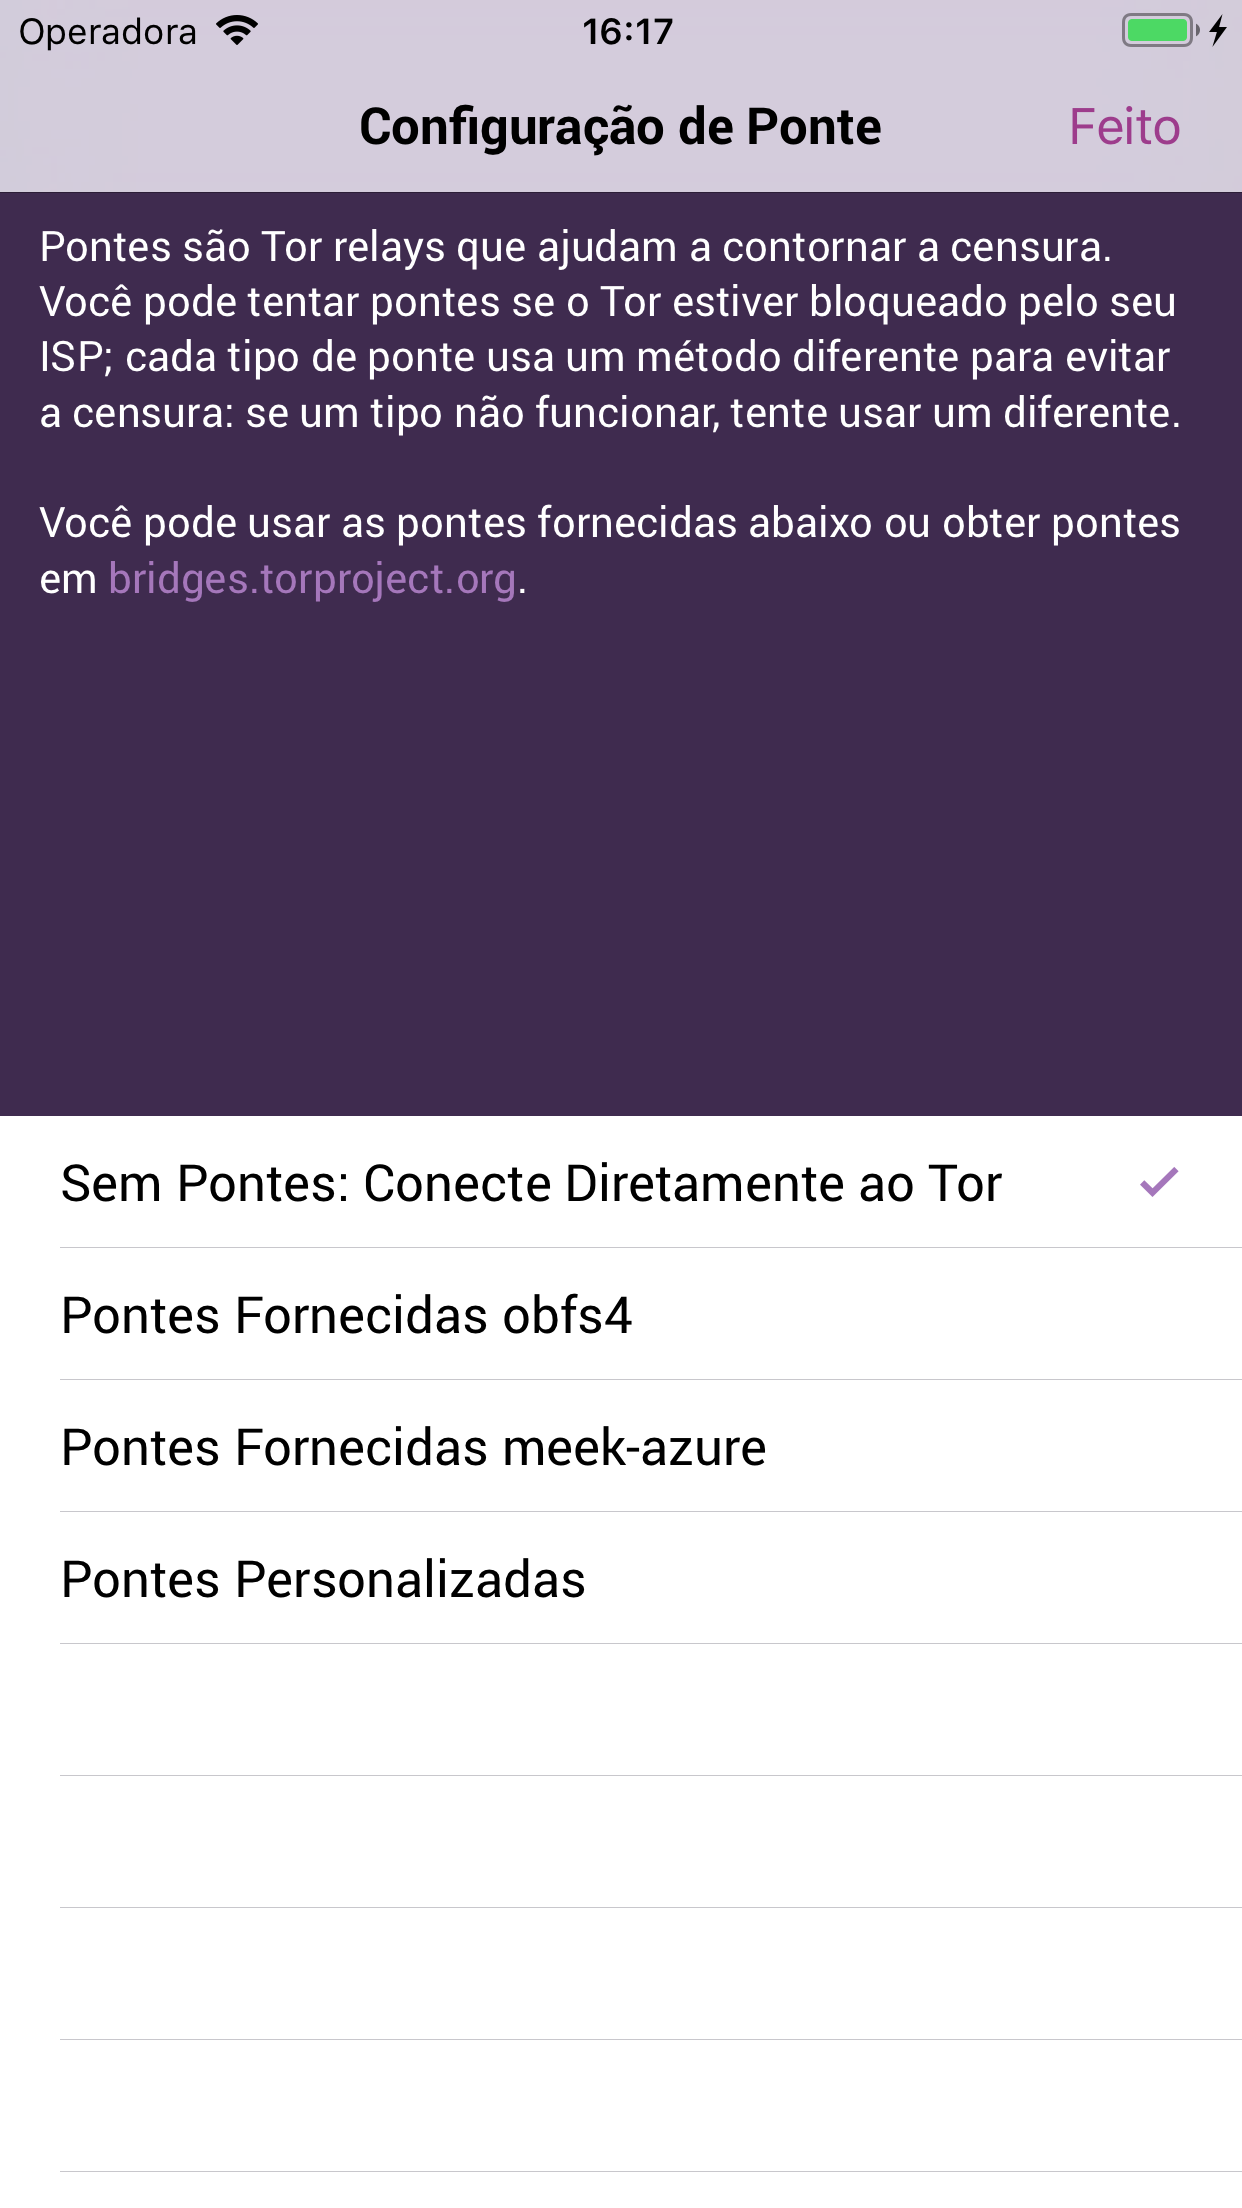 Operadora 16:17
Configuração de Ponte Feito
Pontes são Tor relays que ajudam a contornar a censura.
Você pode tentar pontes se o Tor estiver bloqueado pelo seu
ISP; cada tipo de ponte usa um método diferente para evitar
a censura: se um tipo não funcionar, tente usar um diferente.
Você pode usar as pontes fornecidas abaixo ou obter pontes
em bridges.torproject.org.
Sem Pontes: Conecte Diretamente ao Tor
Pontes Fornecidas obfs4
Pontes Fornecidas meek-azure
Pontes Personalizadas